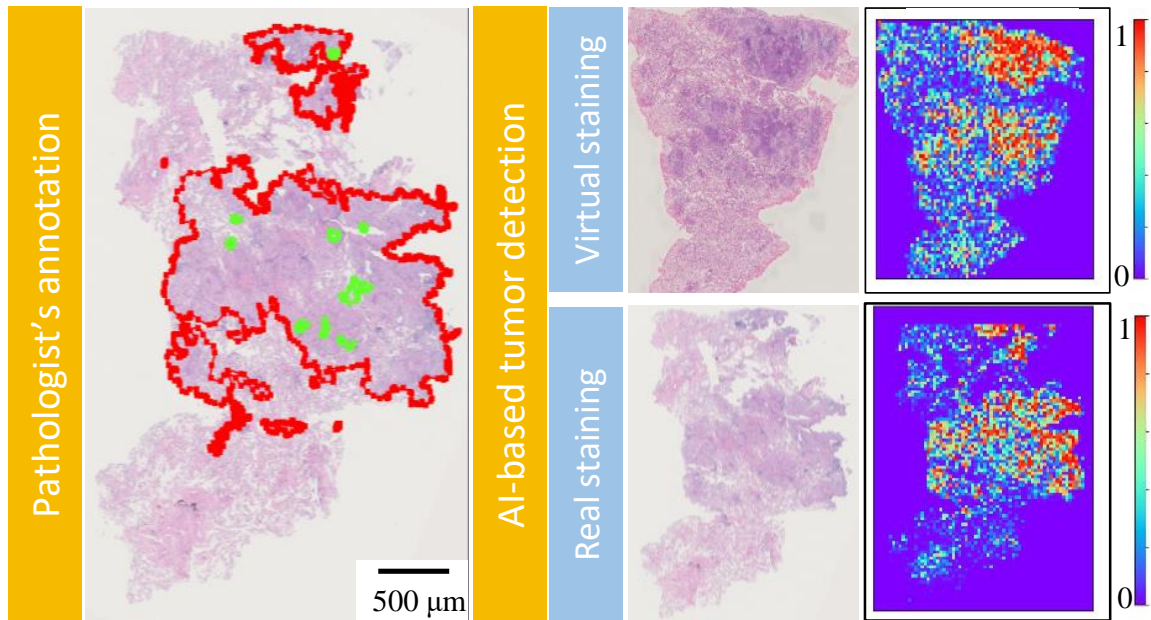 Pathologist's annotation
500 μm
AI-based tumor detection
Virtual staining
1
0
Real staining
1
0